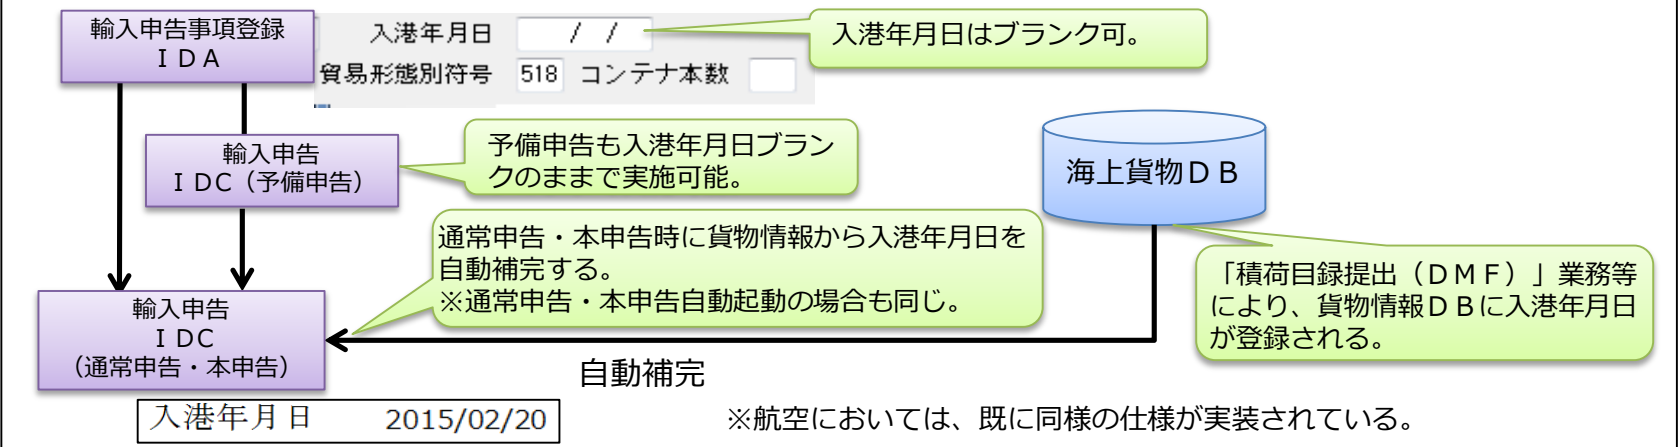 輸入申告事項登録
ＩＤＡ
入港年月日　/　/
貿易形態別符号 518 コンテナ本数
入港年月日はブランク可。
輸入申告
ＩＤＣ（予備申告）
予備申告も入港年月日ブラン
クのままで実施可能。
海上貨物ＤＢ
通常申告・本申告時に貨物情報から入港年月日を
自動補完する。
※通常申告・本申告自動起動の場合も同じ。
「積荷目録提出（ＤＭＦ）」業務等
により、貨物情報ＤＢに入港年月日
が登録される。
輸入申告
ＩＤＣ
（通常申告・本申告）
自動補完
入港年月日　2015/02/20
※航空においては、既に同様の仕様が実装されている。